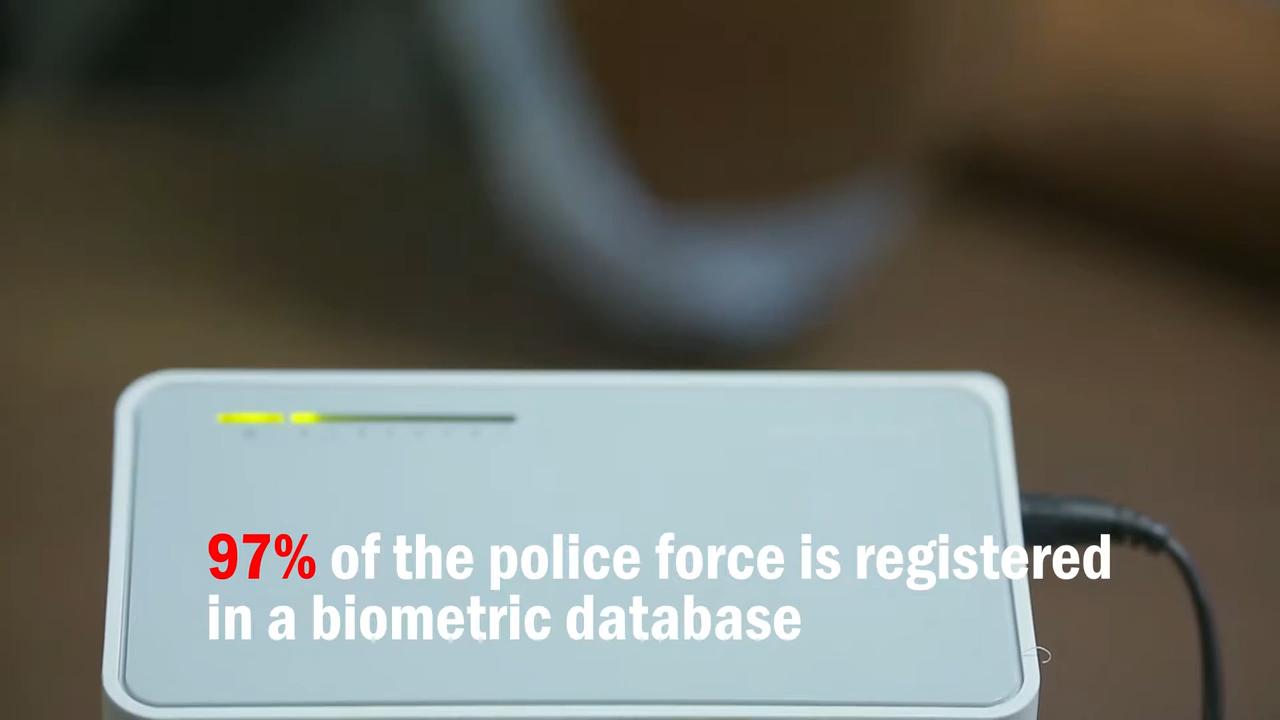 97% of the police force is registered
in a biometric database